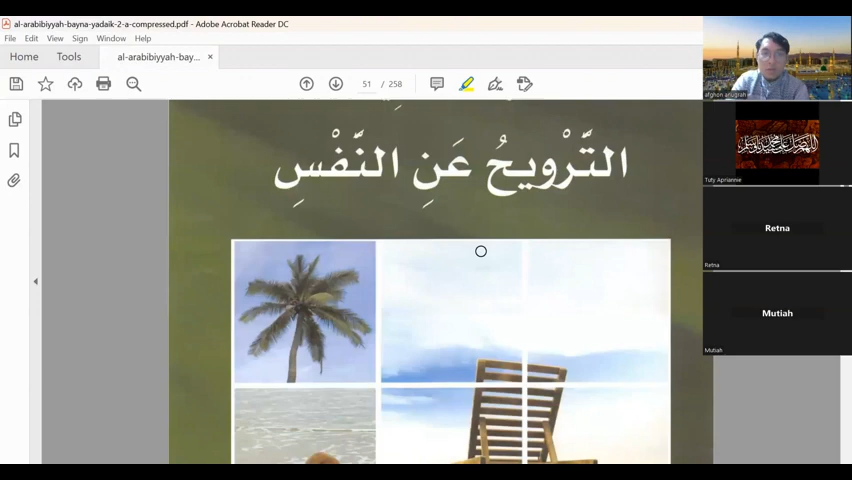 al-arabibiyyah-bayna-yadaik-2-a-compressed.pdf - Adobe Acrobat Reader DC
File Edit View Sign Window Help
Home Tools al-arabibiyyah-bay... ×
51 / 258
التَّرْوِيحُ عَنِ النَّفْسِ
afghon anugrah
Tuty Apriannie
Retna
Retna
Mutiah
Mutiah